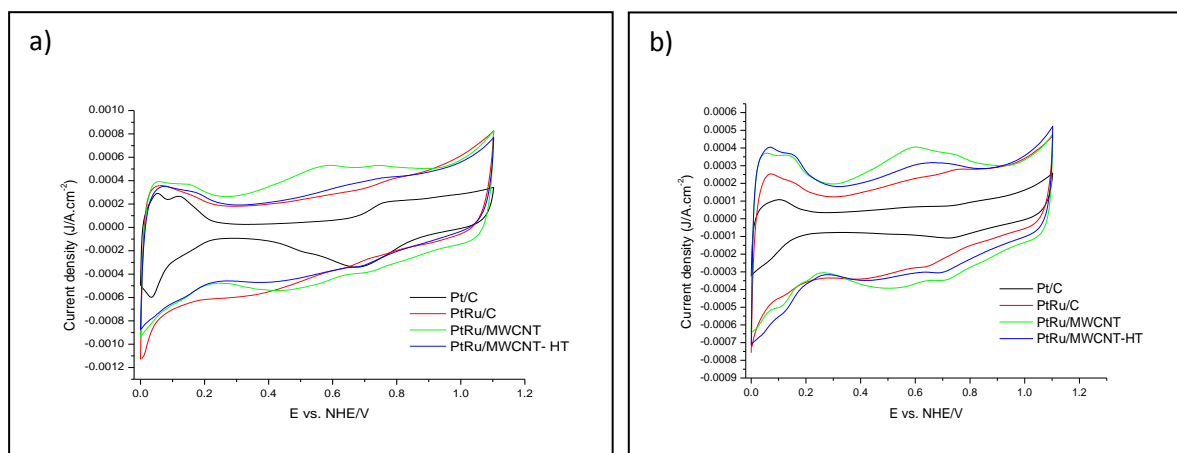 a)
0.0010
0.0008
0.0006
0.0004
0.0002
0.0000
-0.0002
-0.0004
-0.0006
-0.0008
-0.0010
-0.0012
Current density (J/A.cm-2)
0.0 0.2 0.4 0.6 0.8 1.0 1.2
E vs. NHE/V
Pt/C
PtRu/C
PtRu/MWCNT
PtRu/MWCNT- HT
b)
0.0006
0.0005
0.0004
0.0003
0.0002
0.0001
0.0000
-0.0001
-0.0002
-0.0003
-0.0004
-0.0005
-0.0006
-0.0007
-0.0008
-0.0009
Current density (J/A.cm-2)
0.0 0.2 0.4 0.6 0.8 1.0 1.2
E vs. NHE/V
Pt/C
PtRu/C
PtRu/MWCNT
PtRu/MWCNT-HT